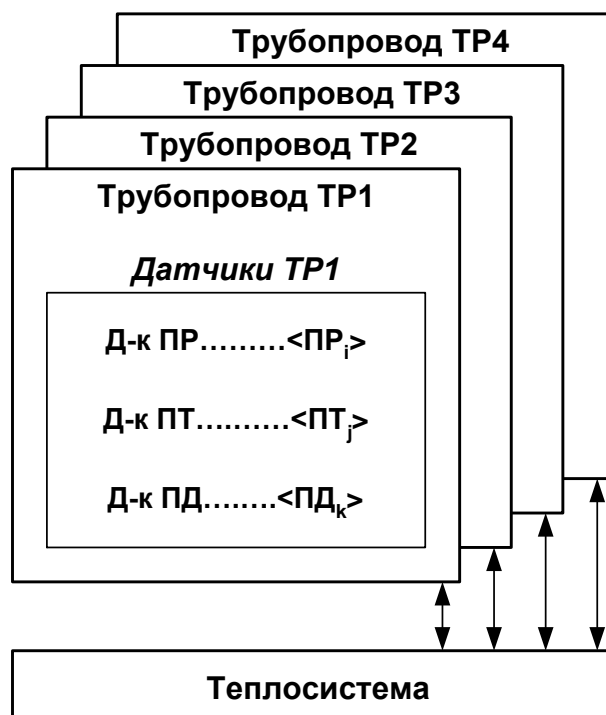 Трубопровод ТР4
Трубопровод ТР3
Трубопровод ТР2
Трубопровод ТР1
Датчики ТР1
Д-к ПР………<ПРi>
Д-к ПТ….……<ПТj>
Д-к ПД…..….<ПДk>
Теплосистема